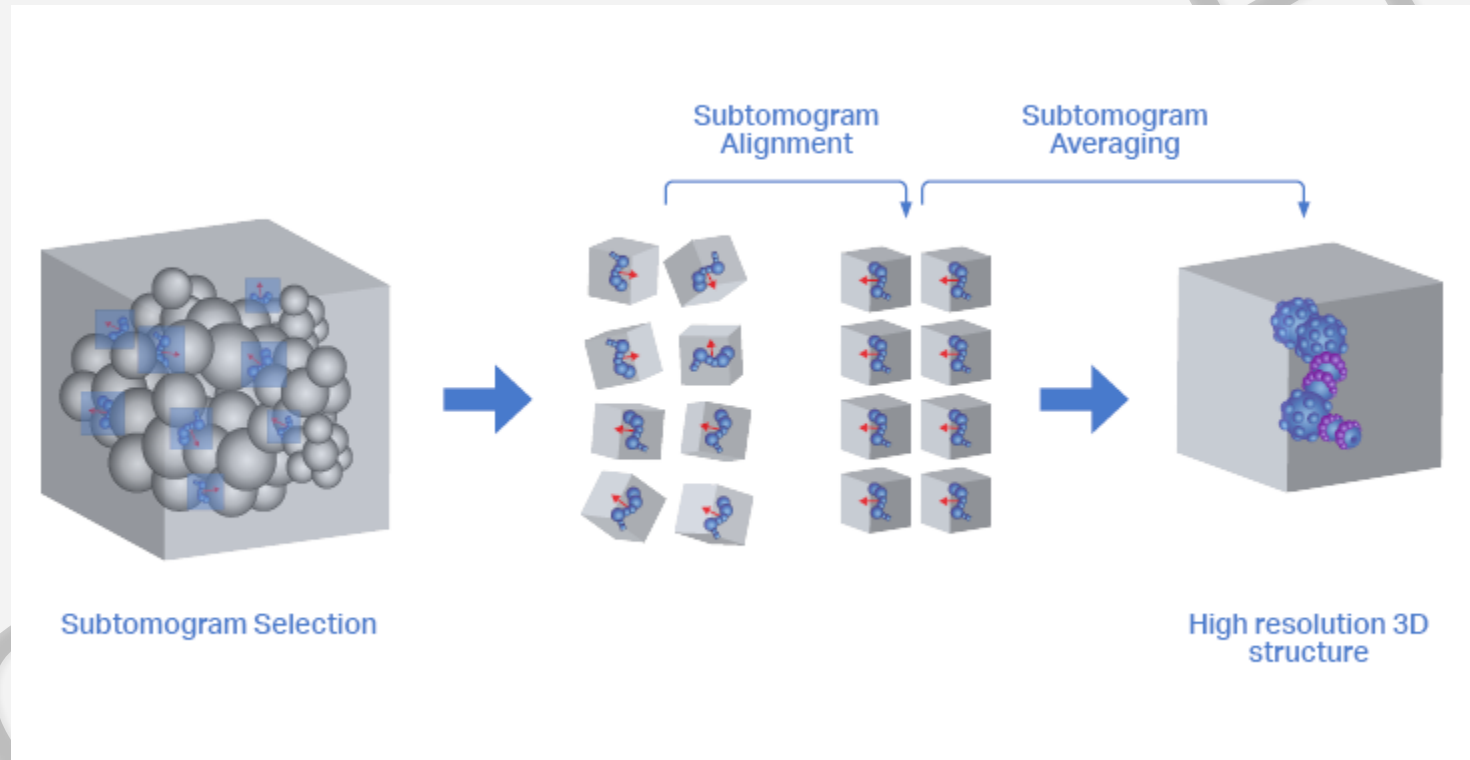 Subtomogram
Alignment
Subtomogram
Averaging
Subtomogram Selection
High resolution 3D
structure